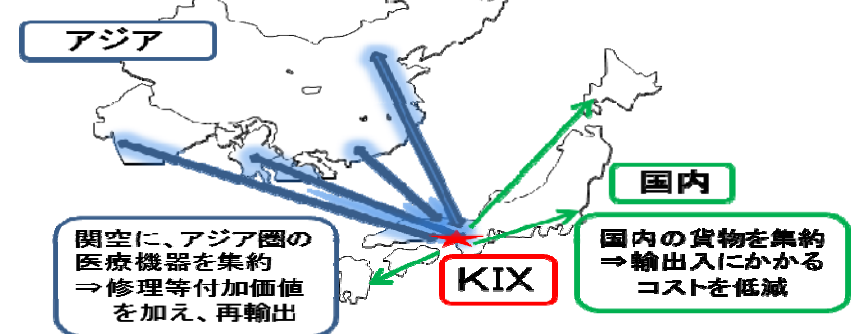 アジア
国内
関空に、アジア圏の
医療機器を集約
⇒修理等付加価値
を加え、再輸出
KIX
国内の貨物を集約
⇒輸出入にかかる
コストを低減